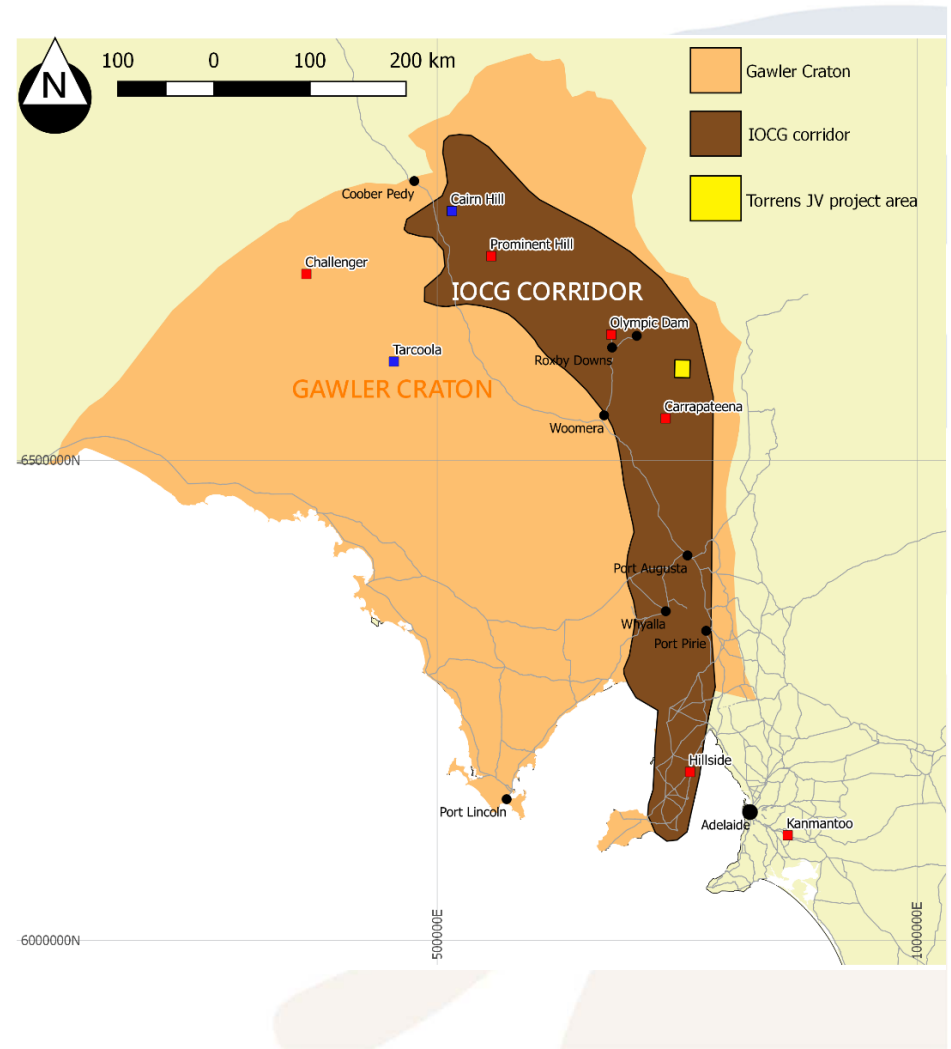 100 0 100 200 km
N
Gawler Craton
IOCG corridor
Torrens JV project area
Coober Pedy
Cairn Hill
Prominent Hill
Challenger
IOCG CORRIDOR
Olympic Dam
Roxby Downs
Tarcoola
GAWLER CRATON
Carrapateena
Woomera
6500000N
Port Augusta
Whyalla
Port Pirie
Hillside
Port Lincoln
Adelaide
Kanmantoo
6000000N
500000E
1000000E